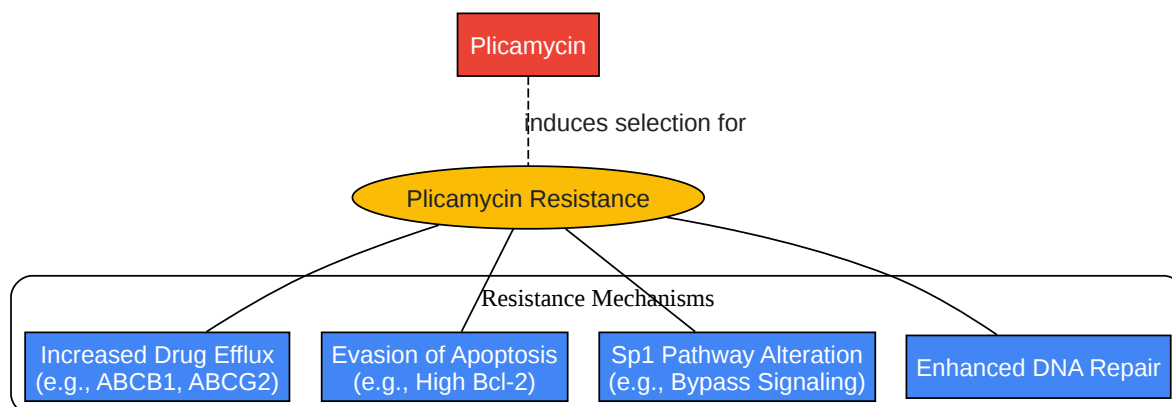 Plicamycin
induces selection for
Plicamycin Resistance
Resistance Mechanisms
Increased Drug Efflux
(e.g., ABCB1, ABCG2)
Evasion of Apoptosis
(e.g., High Bcl-2)
Sp1 Pathway Alteration
(e.g., Bypass Signaling)
Enhanced DNA Repair